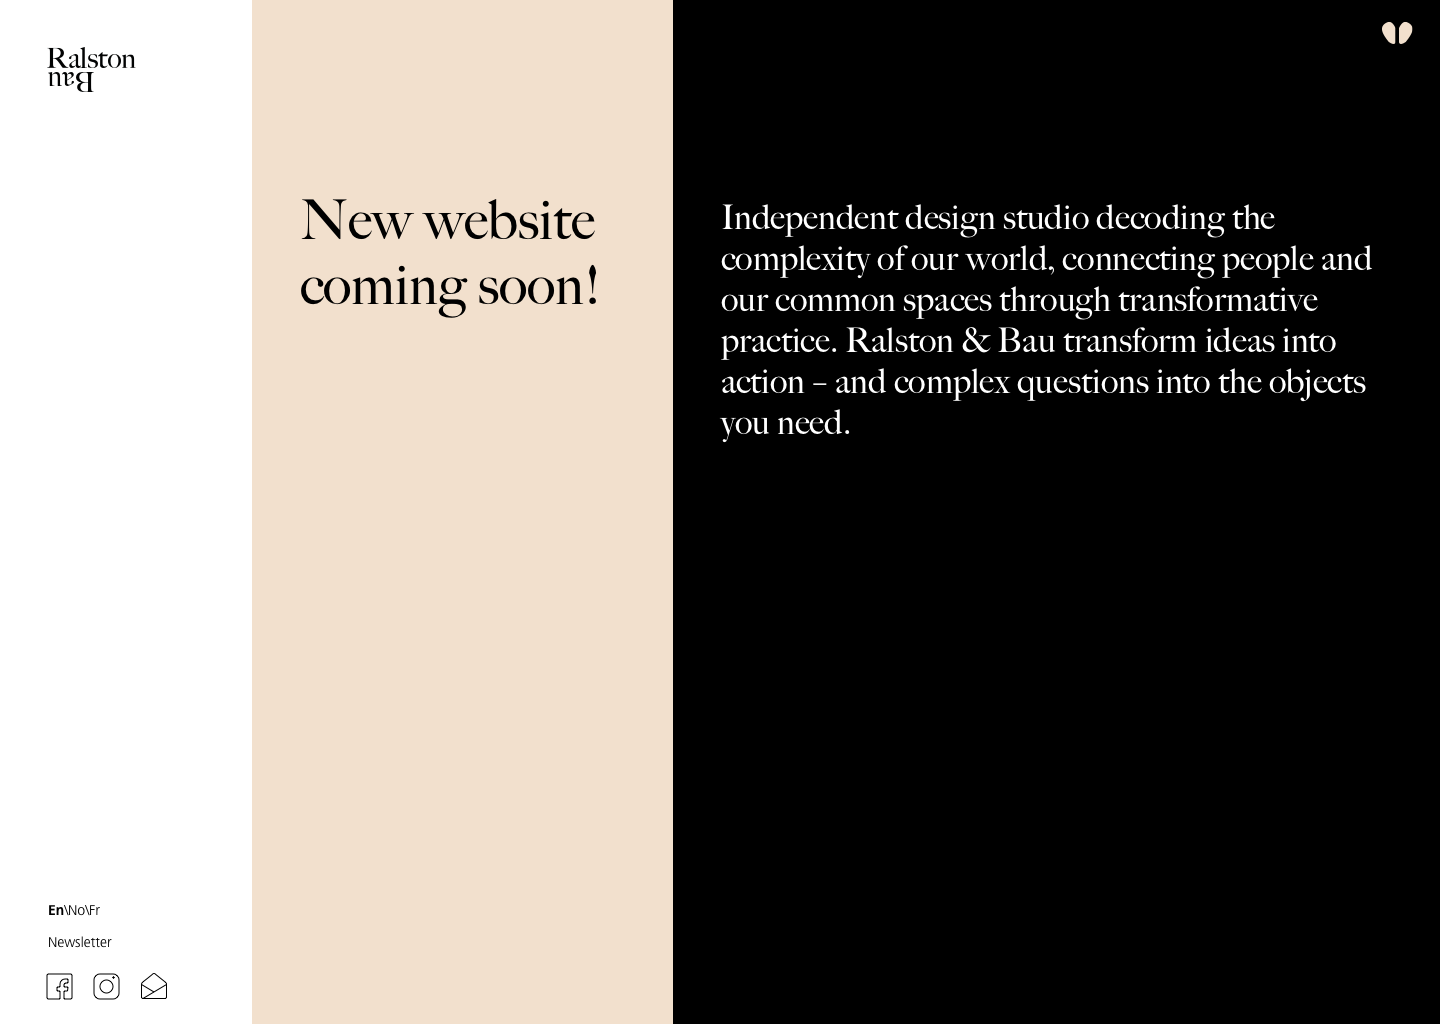 Ralston
Bau
New website
coming soon!
Independent design studio decoding the
complexity of our world, connecting people and
our common spaces through transformative
practice. Ralston & Bau transform ideas into
action – and complex questions into the objects
you need.
En\No\Fr
Newsletter